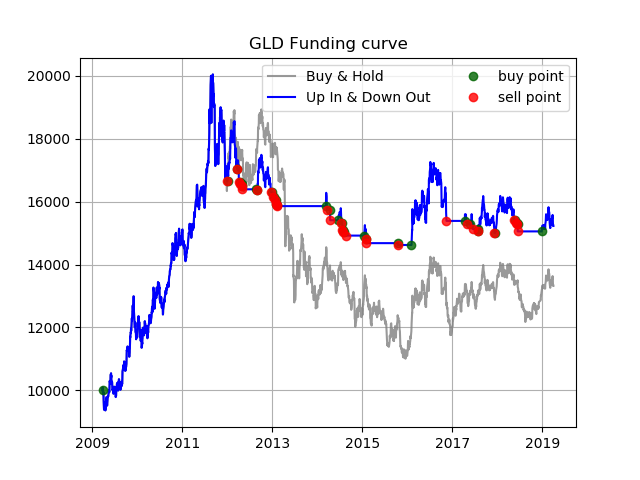 GLD Funding curve
Buy & Hold
Up In & Down Out
buy point
sell point
20000
18000
16000
14000
12000
10000
2009
2011
2013
2015
2017
2019